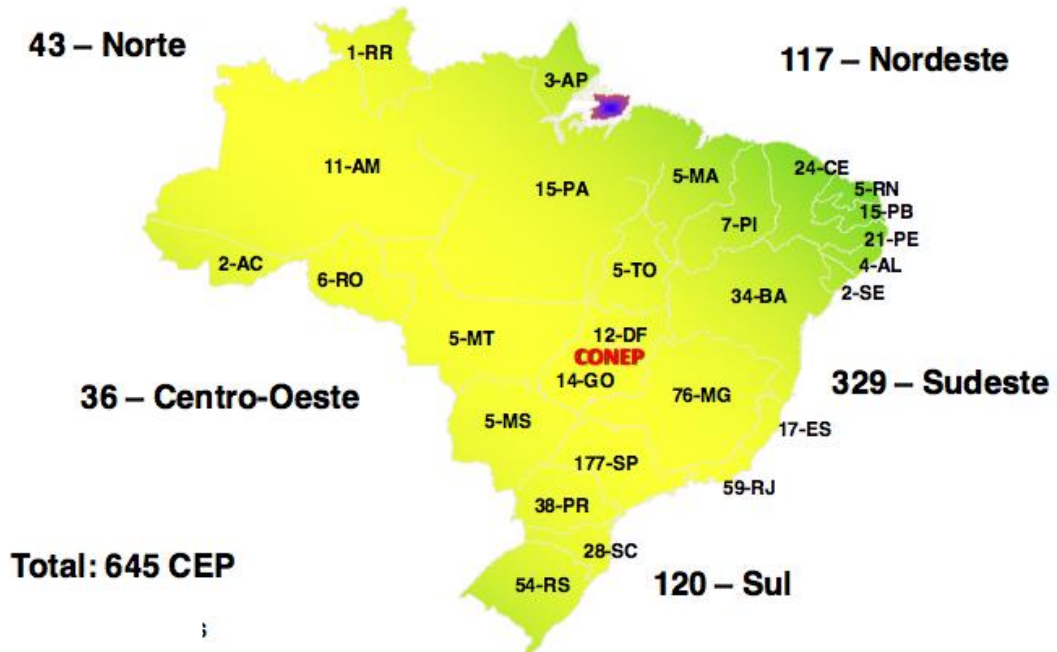 43 – Norte
1-RR
3-AP
117 – Nordeste
11-AM
15-PA
5-MA
24-CE
5-RN
15-PB
7-PI
21-PE
2-AC
6-RO
5-TO
4-AL
34-BA
2-SE
5-MT
12-DF
CONEP
14-GO
36 – Centro-Oeste
76-MG
329 – Sudeste
5-MS
17-ES
177-SP
59-RJ
38-PR
28-SC
Total: 645 CEP
54-RS
120 – Sul